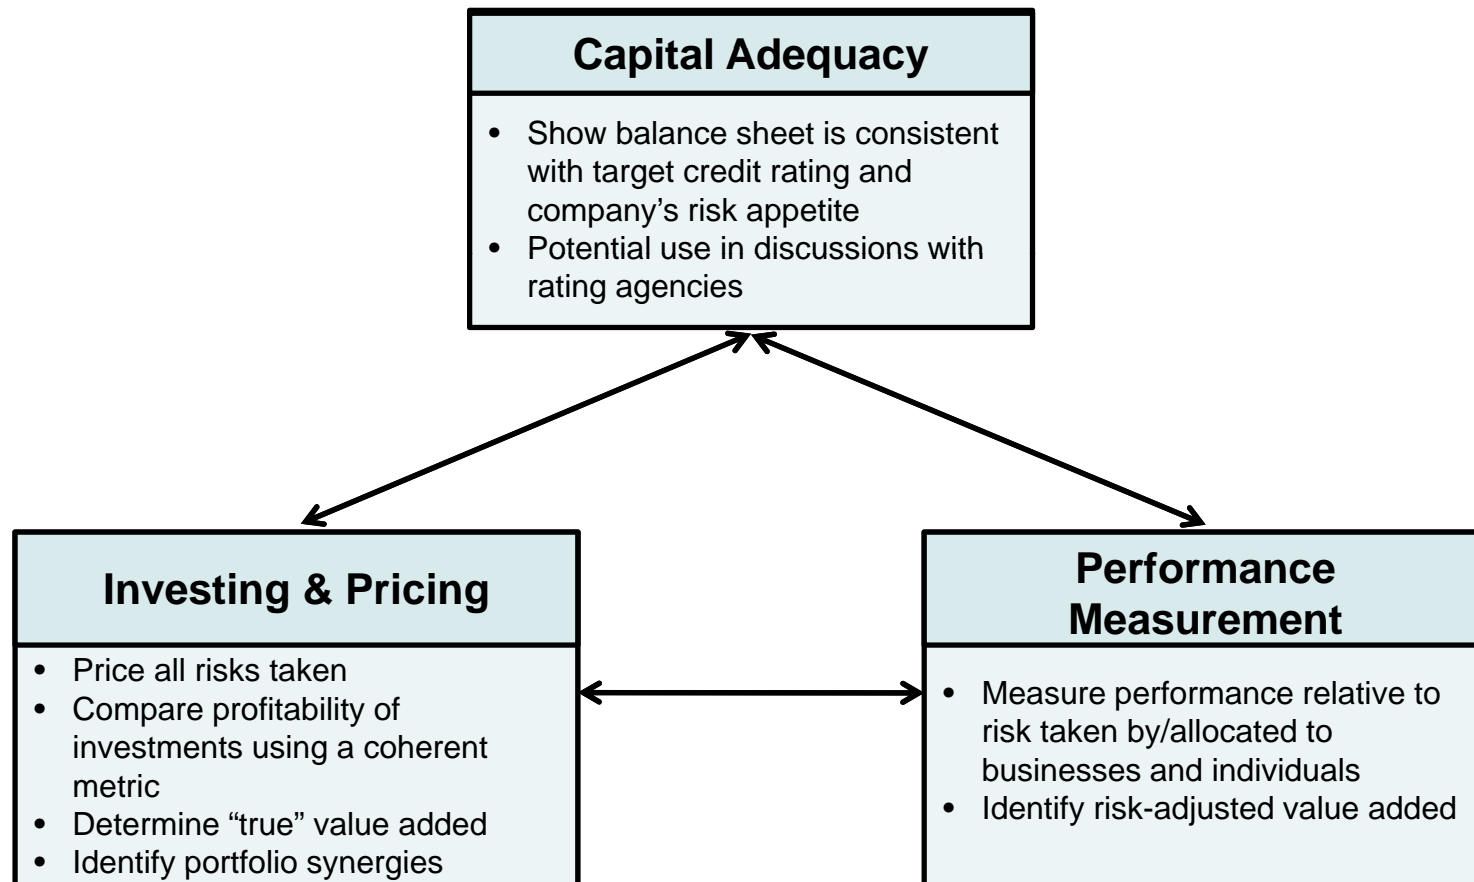 Capital Adequacy
• Show balance sheet is consistent
with target credit rating and
company's risk appetite
• Potential use in discussions with
rating agencies
Investing & Pricing
• Price all risks taken
• Compare profitability of
investments using a coherent
metric
• Determine “true” value added
• Identify portfolio synergies
Performance
Measurement
• Measure performance relative to
risk taken by/allocated to
businesses and individuals
• Identify risk-adjusted value added